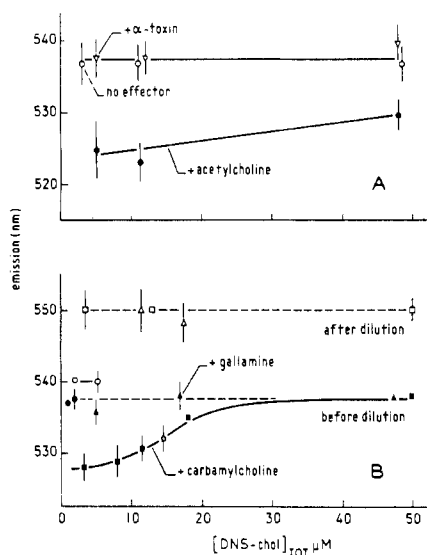 540
+α-toxin
no effector
530
+ acetylcholine
520
A
emission (nm)
550
after dilution
+ gallamine
540
before dilution
530
+ carbamylcholine
B
0 10 20 30 40 50
[DNS-chol]TOT μM